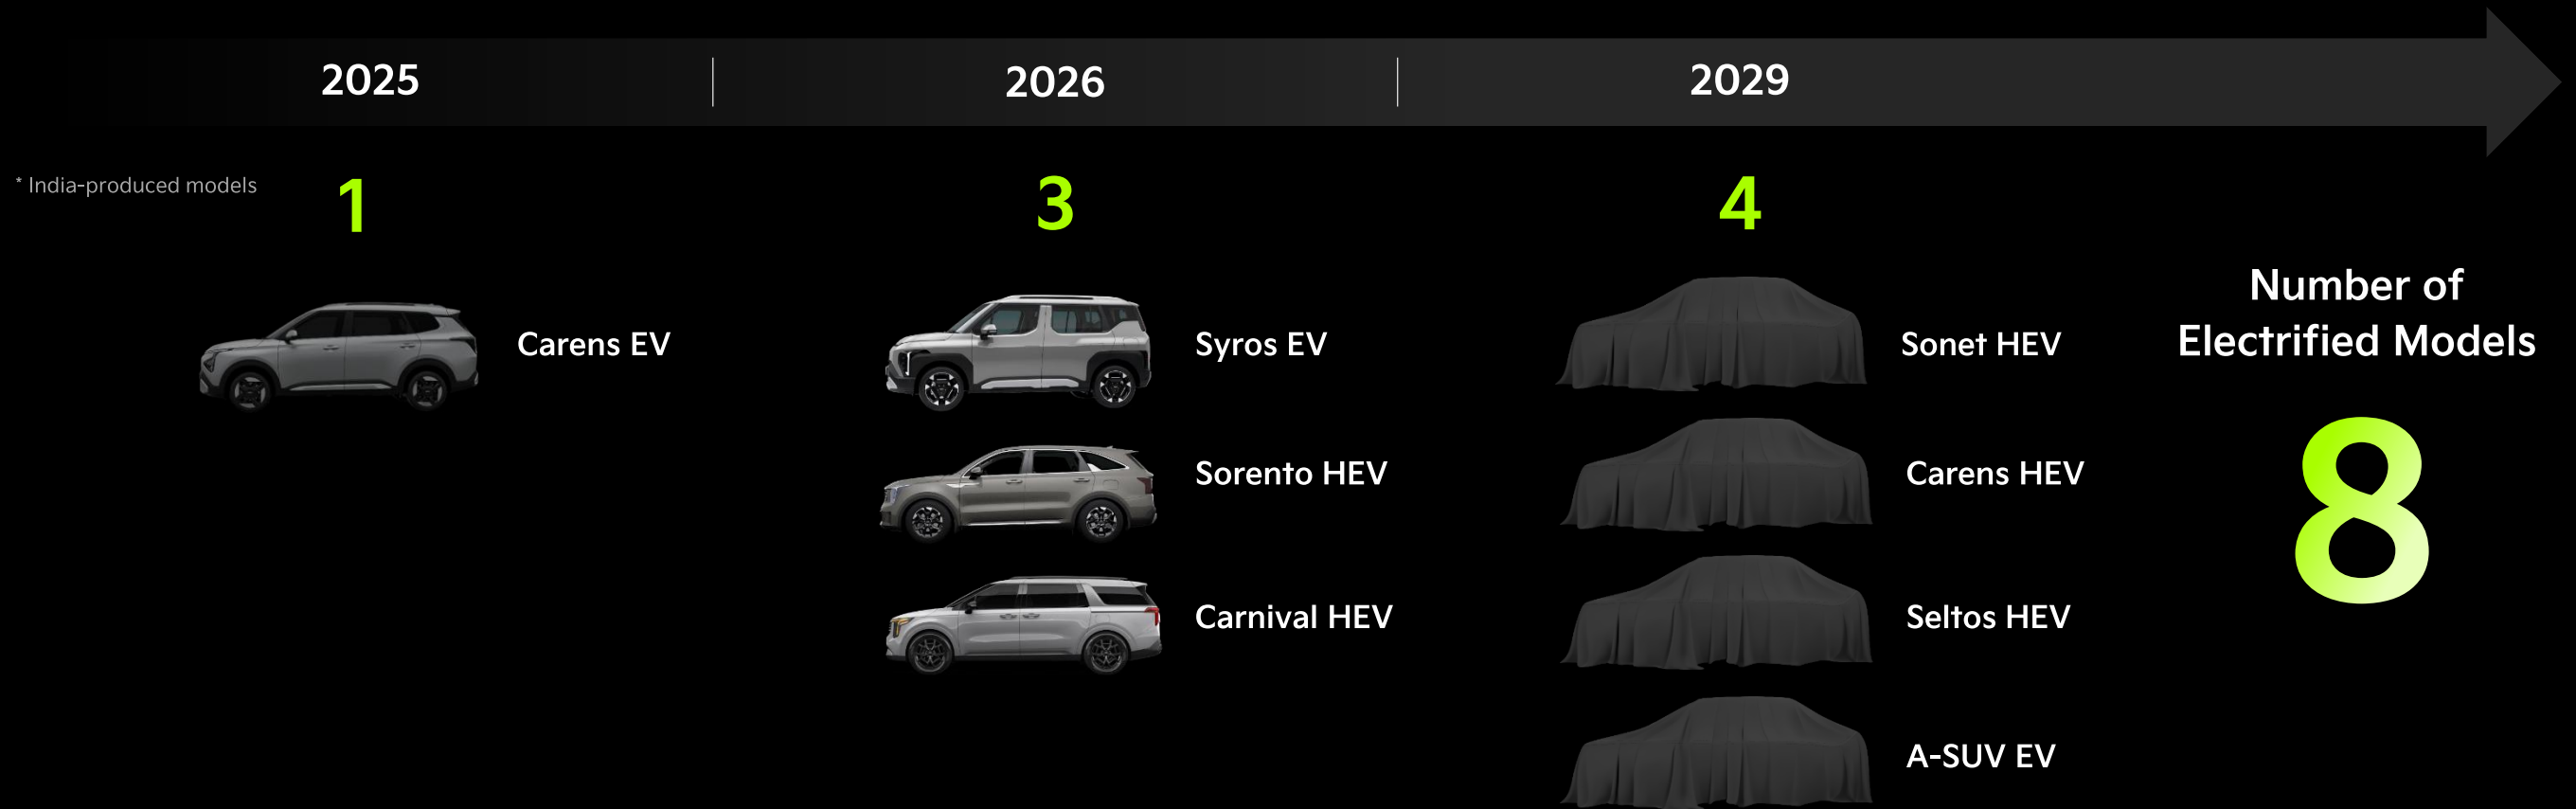 2025
2026
2029
* India-produced models
1
3
4
Carens EV
Syros EV
Sorento HEV
Carnival HEV
Sonet HEV
Carens HEV
Seltos HEV
A-SUV EV
Number of
Electrified Models
8